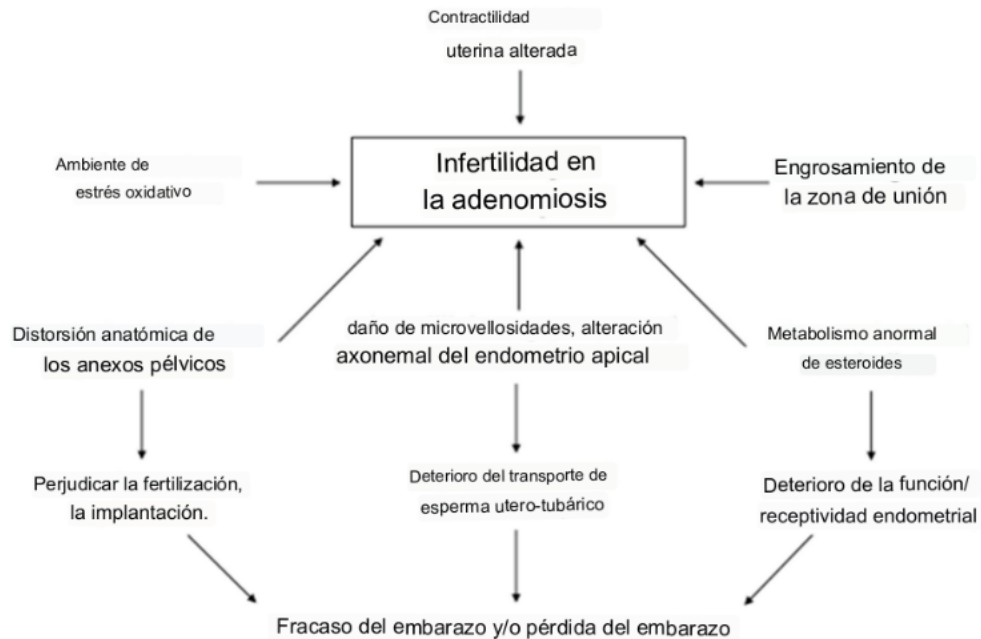 Contractilidad
uterina alterada
Ambiente de
estrés oxidativo
Infertilidad en
la adenomiosis
Engrosamiento de
la zona de unión
Distorsión anatómica de
los anexos pélvicos
daño de microvellosidades, alteración
axonemal del endometrio apical
Metabolismo anormal
de esteroides
Perjudicar la fertilización,
la implantación.
Deterioro del transporte de
esperma utero-tubárico
Deterioro de la función/
receptividad endometrial
Fracaso del embarazo y/o pérdida del embarazo